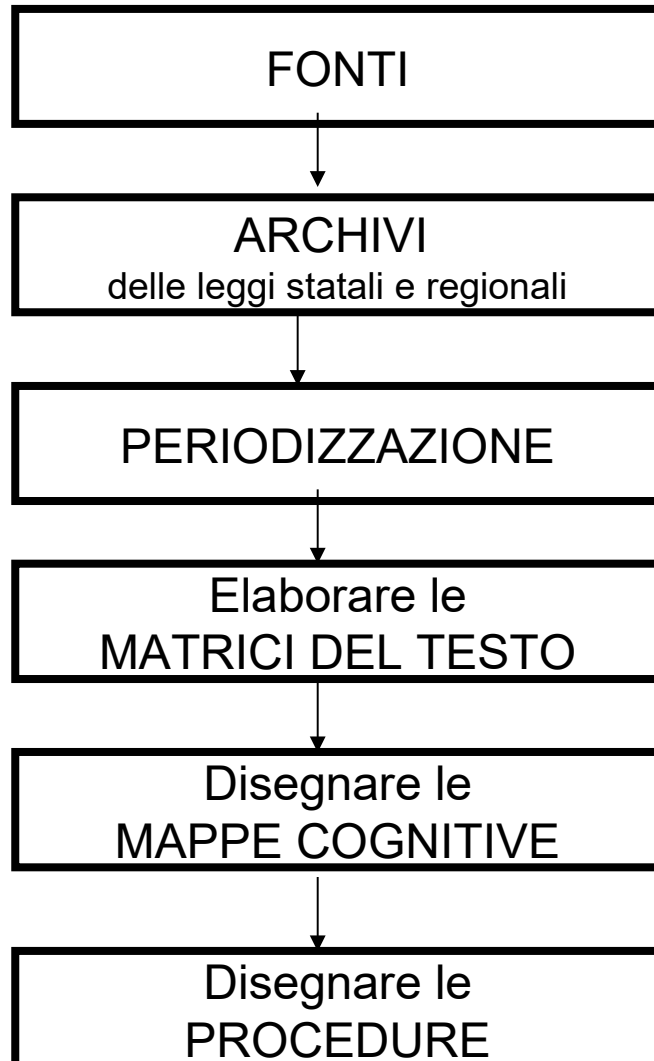 FONTI
ARCHIVI
delle leggi statali e regionali
PERIODIZZAZIONE
Elaborare le
MATRICI DEL TESTO
Disegnare le
MAPPE COGNITIVE
Disegnare le
PROCEDURE